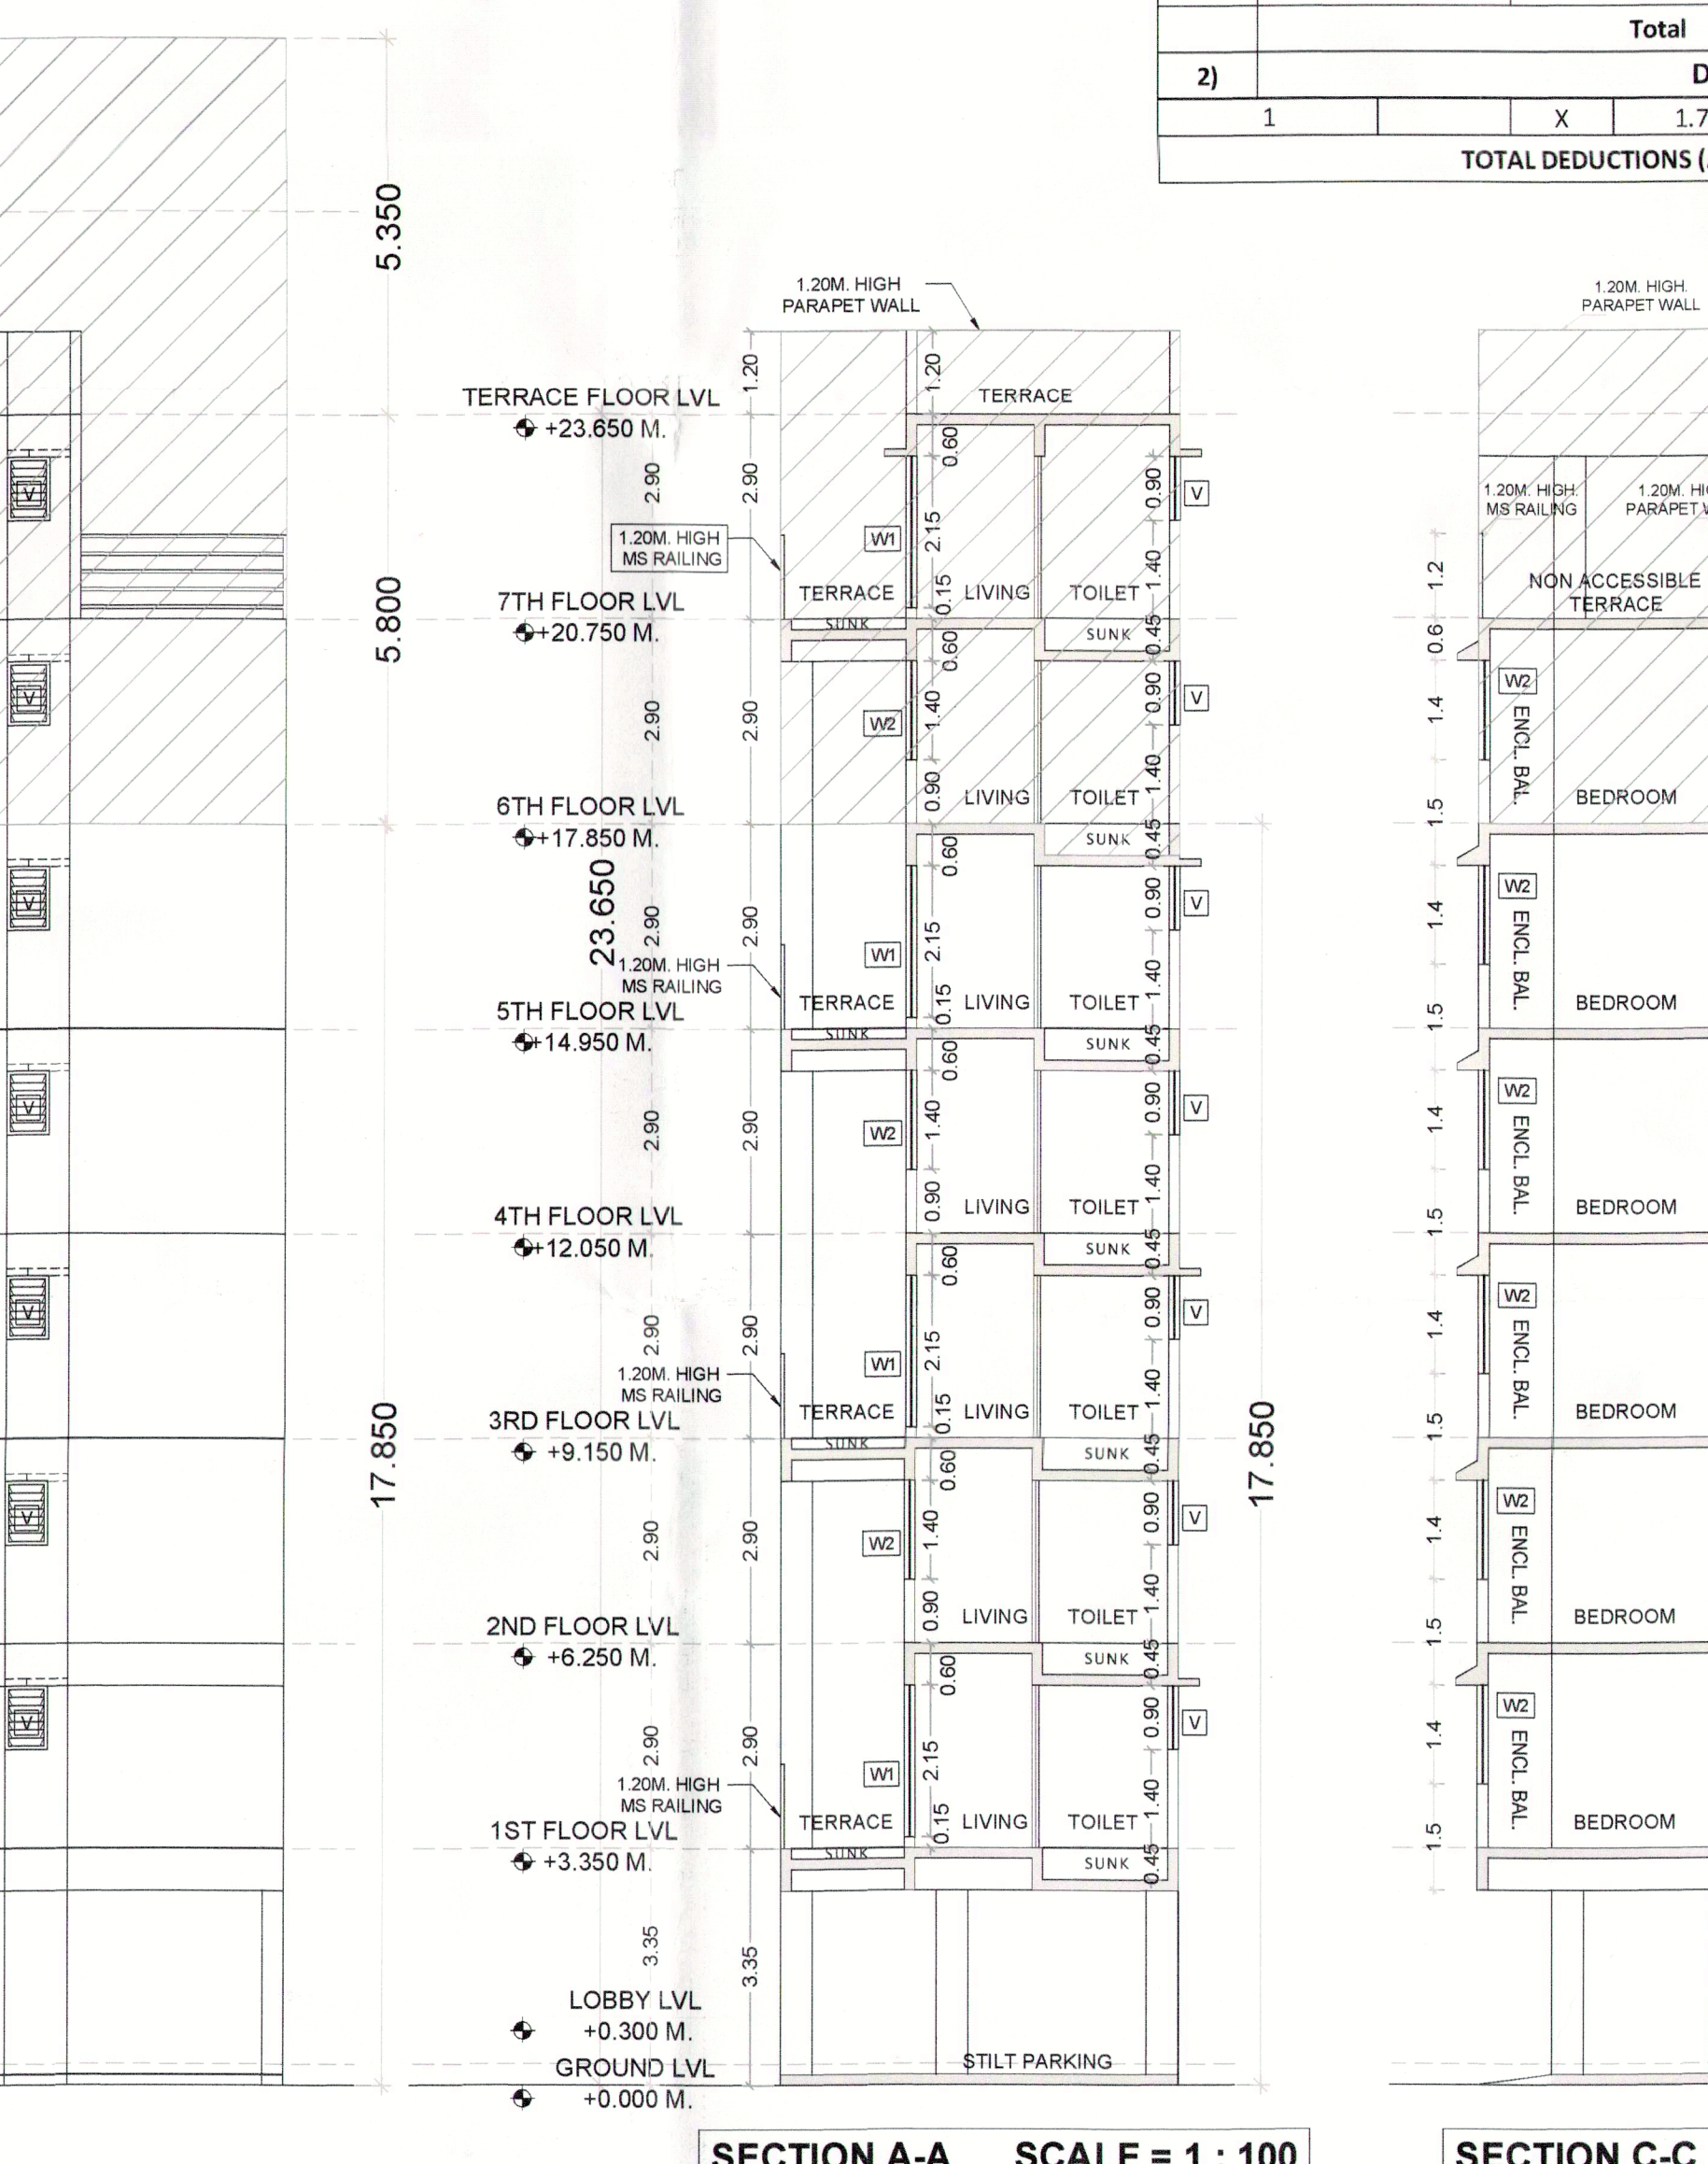 Total
2)
1 X 1.7
TOTAL DEDUCTIONS (
5.350
5.800
17.850
1.20M. HIGH
PARAPET WALL
TERRACE FLOOR LVL
+23.650 M.
2.90
1.20M. HIGH
MS RAILING
7TH FLOOR LVL
+20.750 M.
2.90
6TH FLOOR LVL
+17.850 M.
23.650
2.90
1.20M. HIGH
MS RAILING
5TH FLOOR LVL
+14.950 M.
2.90
4TH FLOOR LVL
+12.050 M.
2.90
1.20M. HIGH
MS RAILING
3RD FLOOR LVL
+9.150 M.
2.90
2ND FLOOR LVL
+6.250 M.
2.90
1.20M. HIGH
MS RAILING
1ST FLOOR LVL
+3.350 M.
3.35
LOBBY LVL
+0.300 M.
GROUND LVL
+0.000 M.
1.20
2.90
2.90
2.90
2.90
2.90
2.90
2.90
3.35
1.20
TERRACE
0.60 0.90
V
W1 2.15 1.40
TERRACE 0.15 LIVING TOILET
SUNK 0.60 SUNK 0.45
W2 1.40 0.90 V
0.90 LIVING TOILET 1.40
0.60 SUNK 0.45
W1 2.15 0.90 V
TERRACE 0.15 LIVING TOILET 1.40
SUNK 0.60 SUNK 0.45
W2 1.40 0.90 V
0.90 LIVING TOILET 1.40
0.60 SUNK 0.45
W1 2.15 0.90 V
TERRACE 0.15 LIVING TOILET 1.40
SUNK 0.60 SUNK 0.45
W2 1.40 0.90 V
0.90 LIVING TOILET 1.40
0.60 SUNK 0.45
W1 2.15 0.90 V
TERRACE 0.15 LIVING TOILET 1.40
SUNK SUNK 0.45
STILT PARKING
17.850
V
V
V
V
V
V
V
1.20M. HIGH.
PARAPET WALL
1.20M. HIGH.
MS RAILING
1.20M. HI
PARAPET W
1.2
NON ACCESSIBLE
TERRACE
0.6
1.4 W2 ENCL. BAL.
1.5 BEDROOM
1.4 W2 ENCL. BAL.
1.5 BEDROOM
1.4 W2 ENCL. BAL.
1.5 BEDROOM
1.4 W2 ENCL. BAL.
1.5 BEDROOM
1.4 W2 ENCL. BAL.
1.5 BEDROOM
1.4 W2 ENCL. BAL.
1.5 BEDROOM
SECTION A-A SCALE = 1 : 100
SECTION C-C